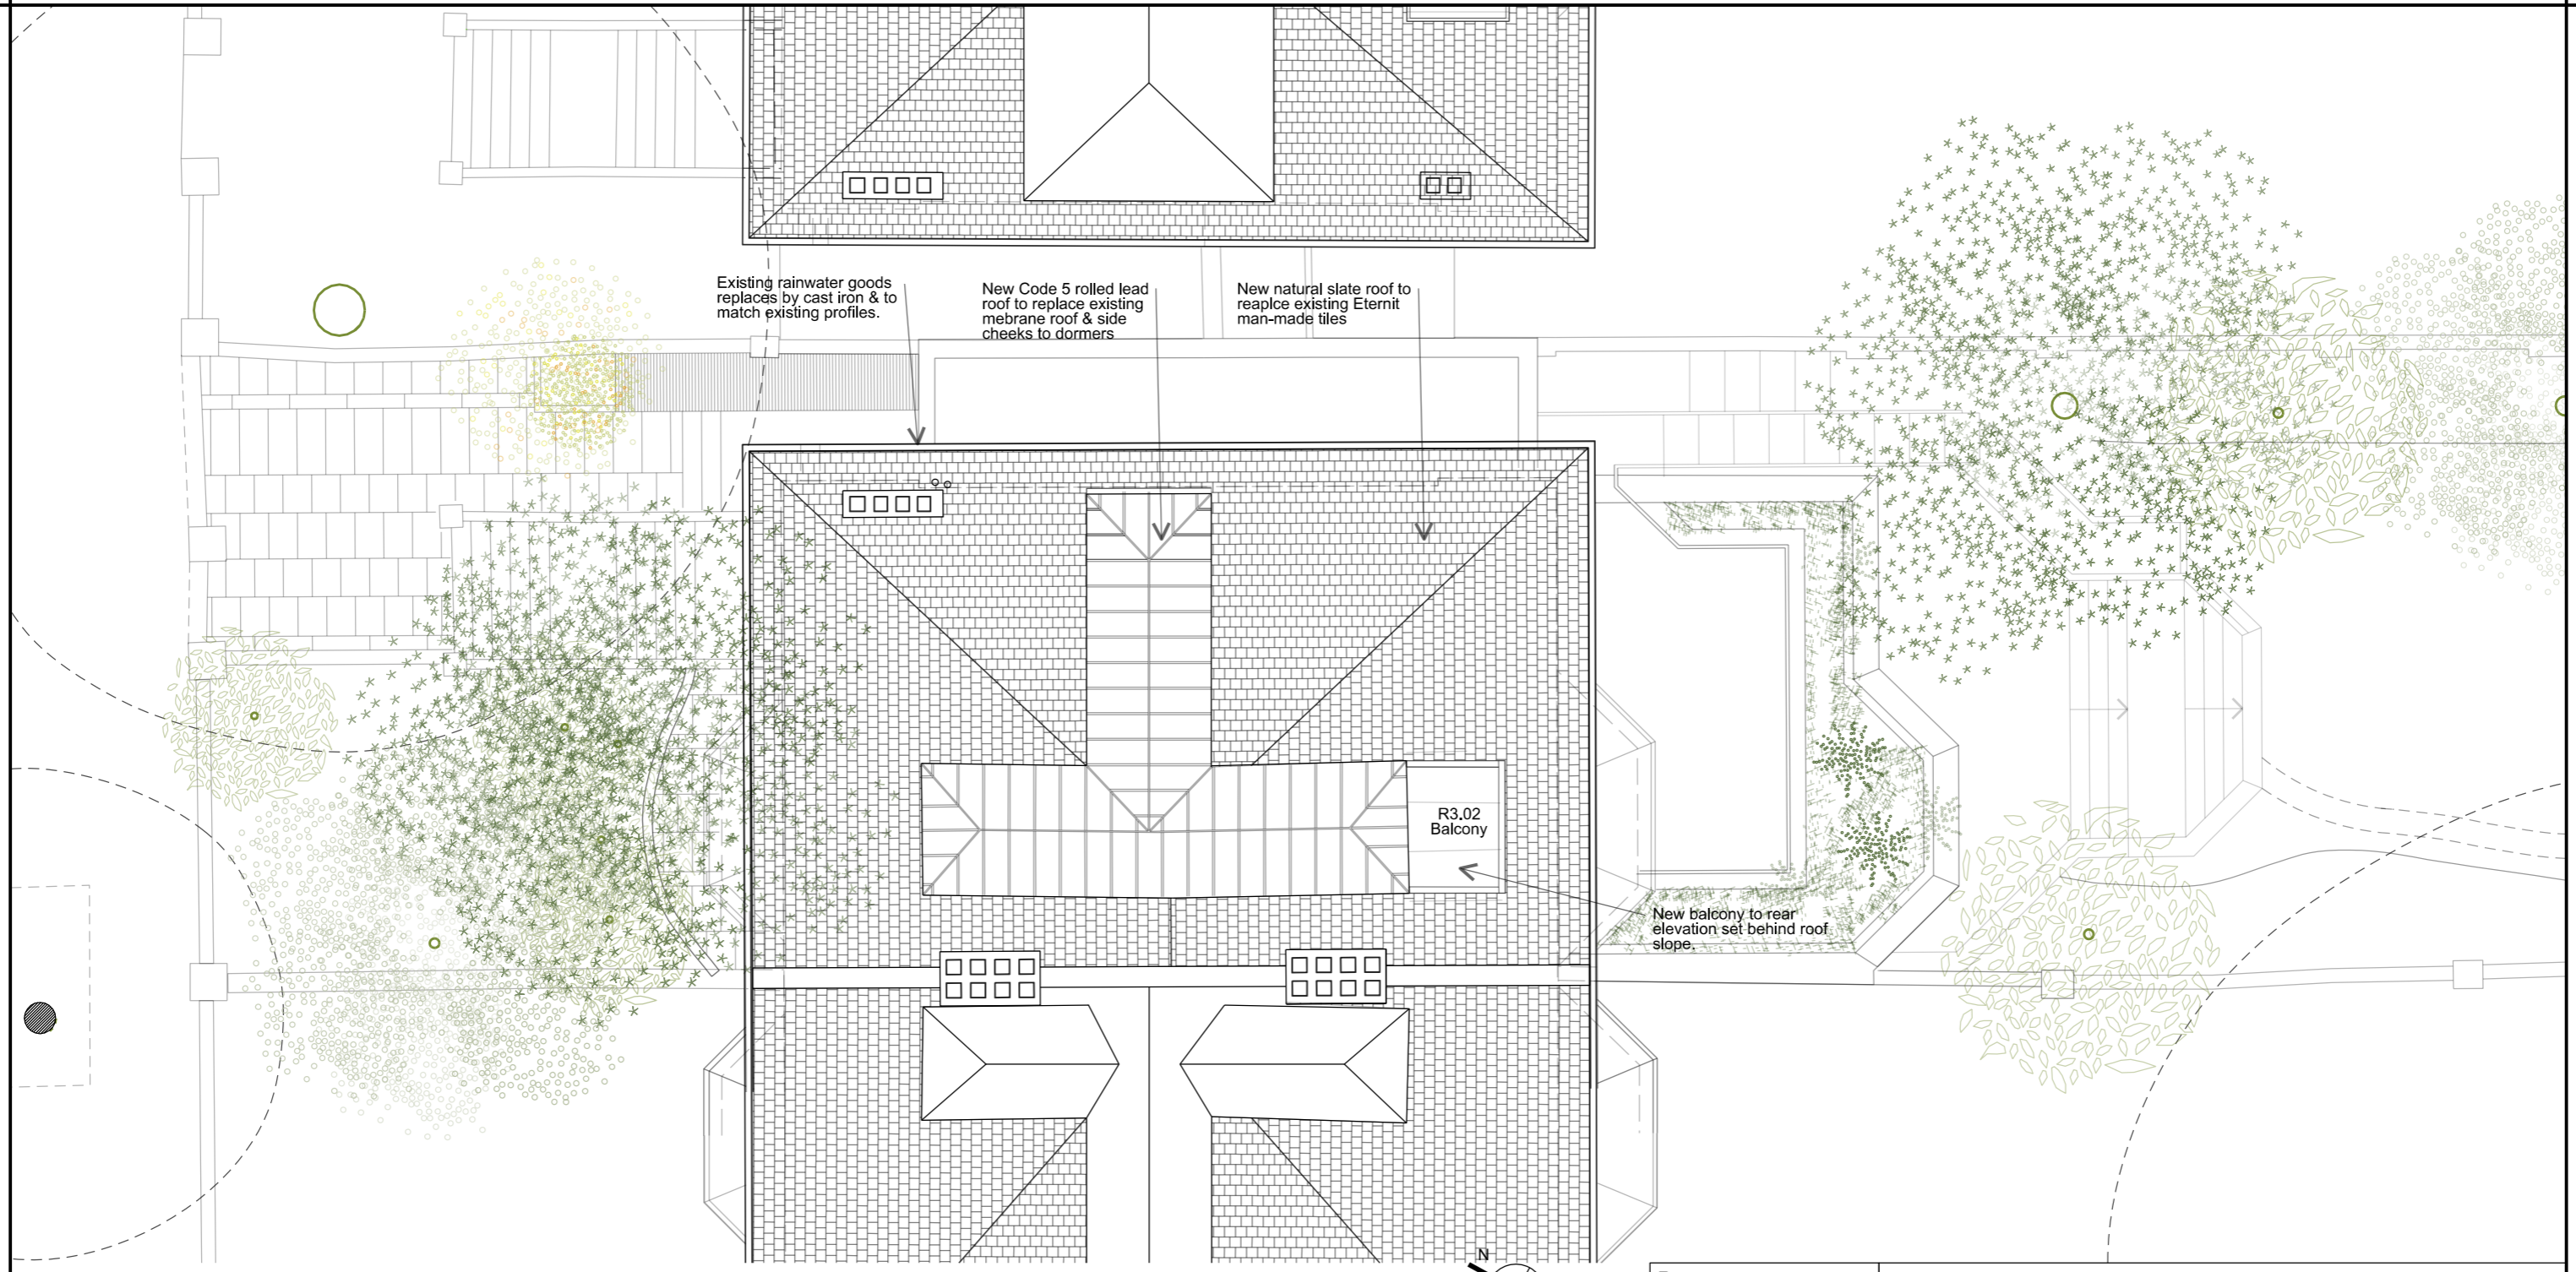 Existing rainwater goods
replaces by cast iron & to
match existing profiles.
New Code 5 rolled lead
roof to replace existing
mebrane roof & side
cheeks to dormers
New natural slate roof to
reaplce existing Eternit
man-made tiles
R3.02
Balcony
New balcony to rear
elevation set behind roof
slope.
N